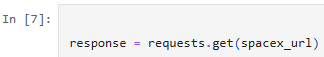 In [7]:
response = requests.get(spacex_url)